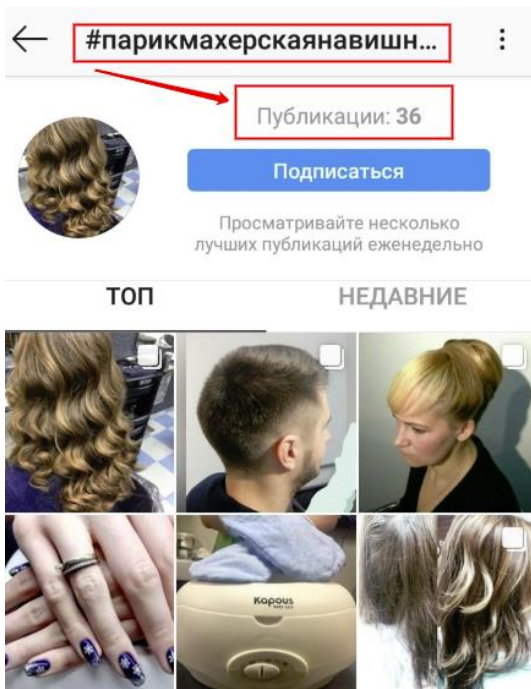 #парикмахерскаянавишн...
Публикации: 36
Подписаться
Просматривайте несколько
лучших публикаций еженедельно
ТОП
НЕДАВНИЕ
Kapous